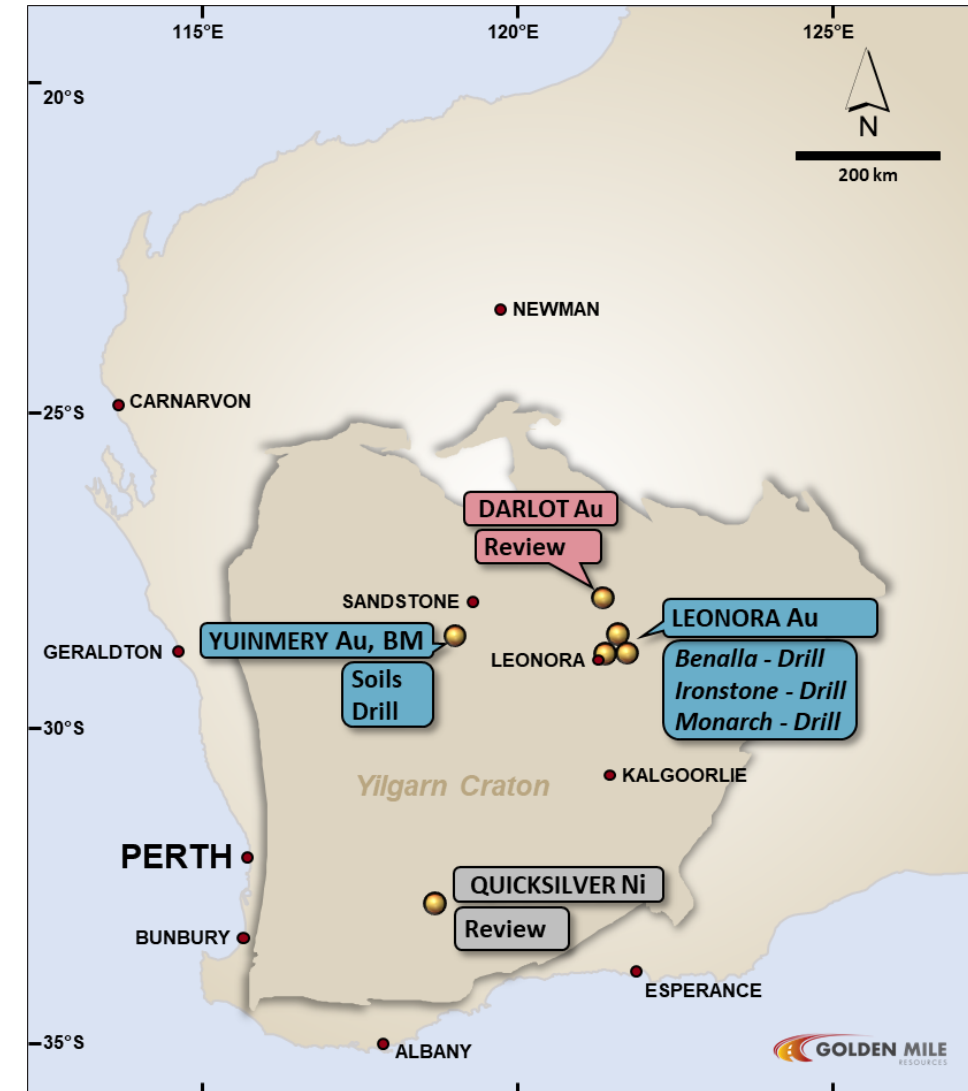 115°E
120°E
125°E
20°S
N
200 km
NEWMAN
CARNARVON
25°S
DARLOT Au
Review
SANDSTONE
LEONORA Au
YUINMERY Au, BM
GERALDTON
LEONORA
Benalla - Drill
Ironstone - Drill
Monarch - Drill
Soils
Drill
30°S
KALGOORLIE
Yilgarn Craton
PERTH
QUICKSILVER Ni
Review
BUNBURY
ESPERANCE
35°S
ALBANY
GOLDEN MILE
RESOURCES